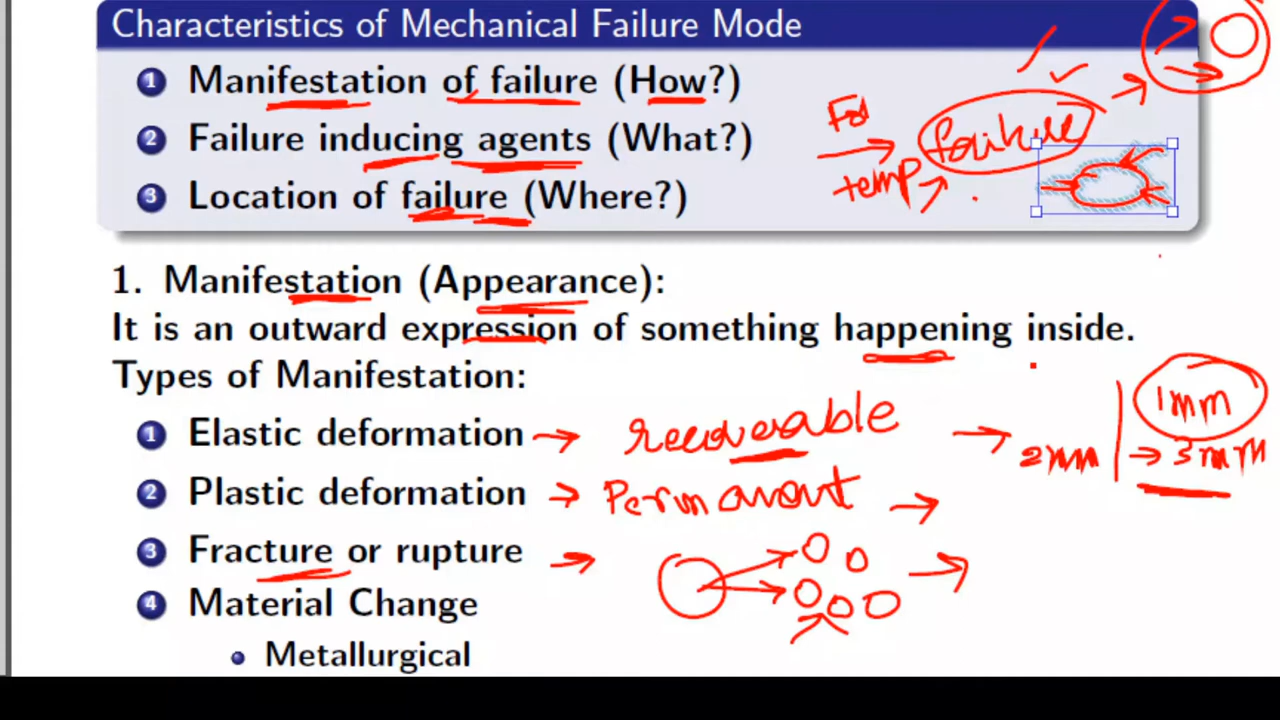 Characteristics of Mechanical Failure Mode
1 Manifestation of failure (How?)
2 Failure inducing agents (What?)
3 Location of failure (Where?)
failure
temp
1. Manifestation (Appearance):
It is an outward expression of something happening inside.
Types of Manifestation:
1 Elastic deformation → recoverable → 2mm → 3mm
1mm
2 Plastic deformation → Permanant →
3 Fracture or rupture →
4 Material Change
• Metallurgical